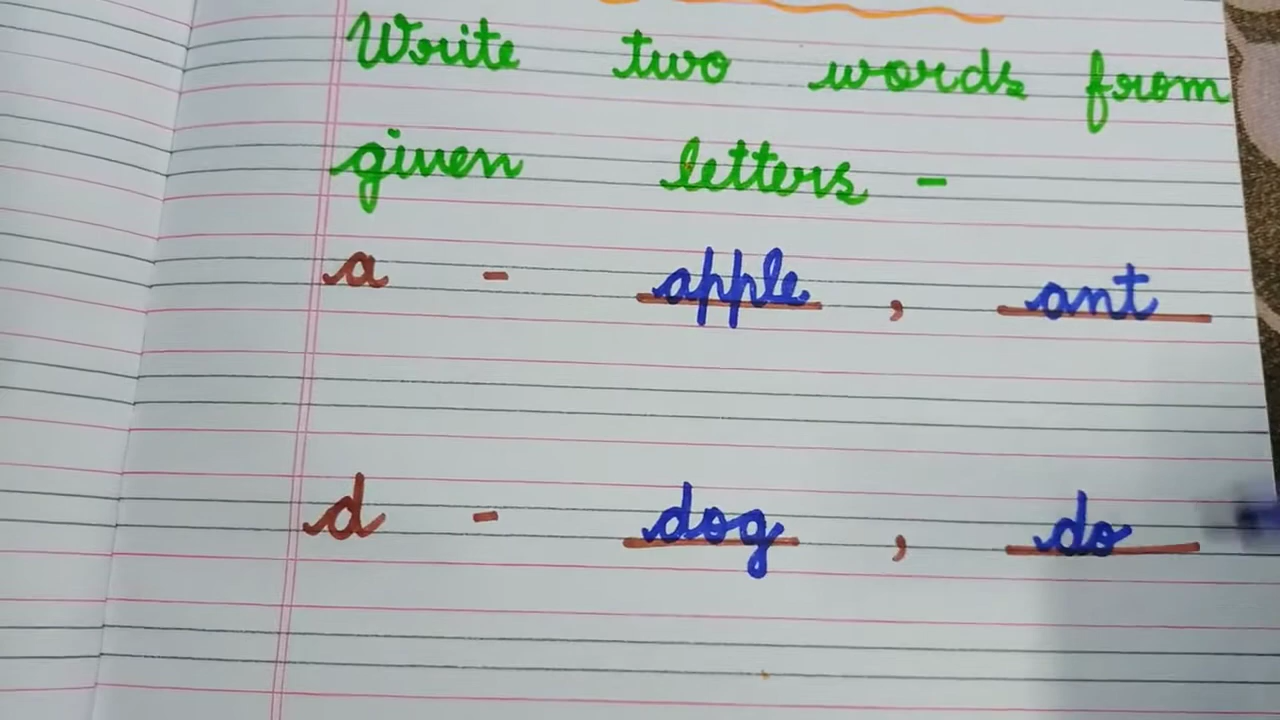 Write two words from
given letters -
a - apple , ant
d - dog , do